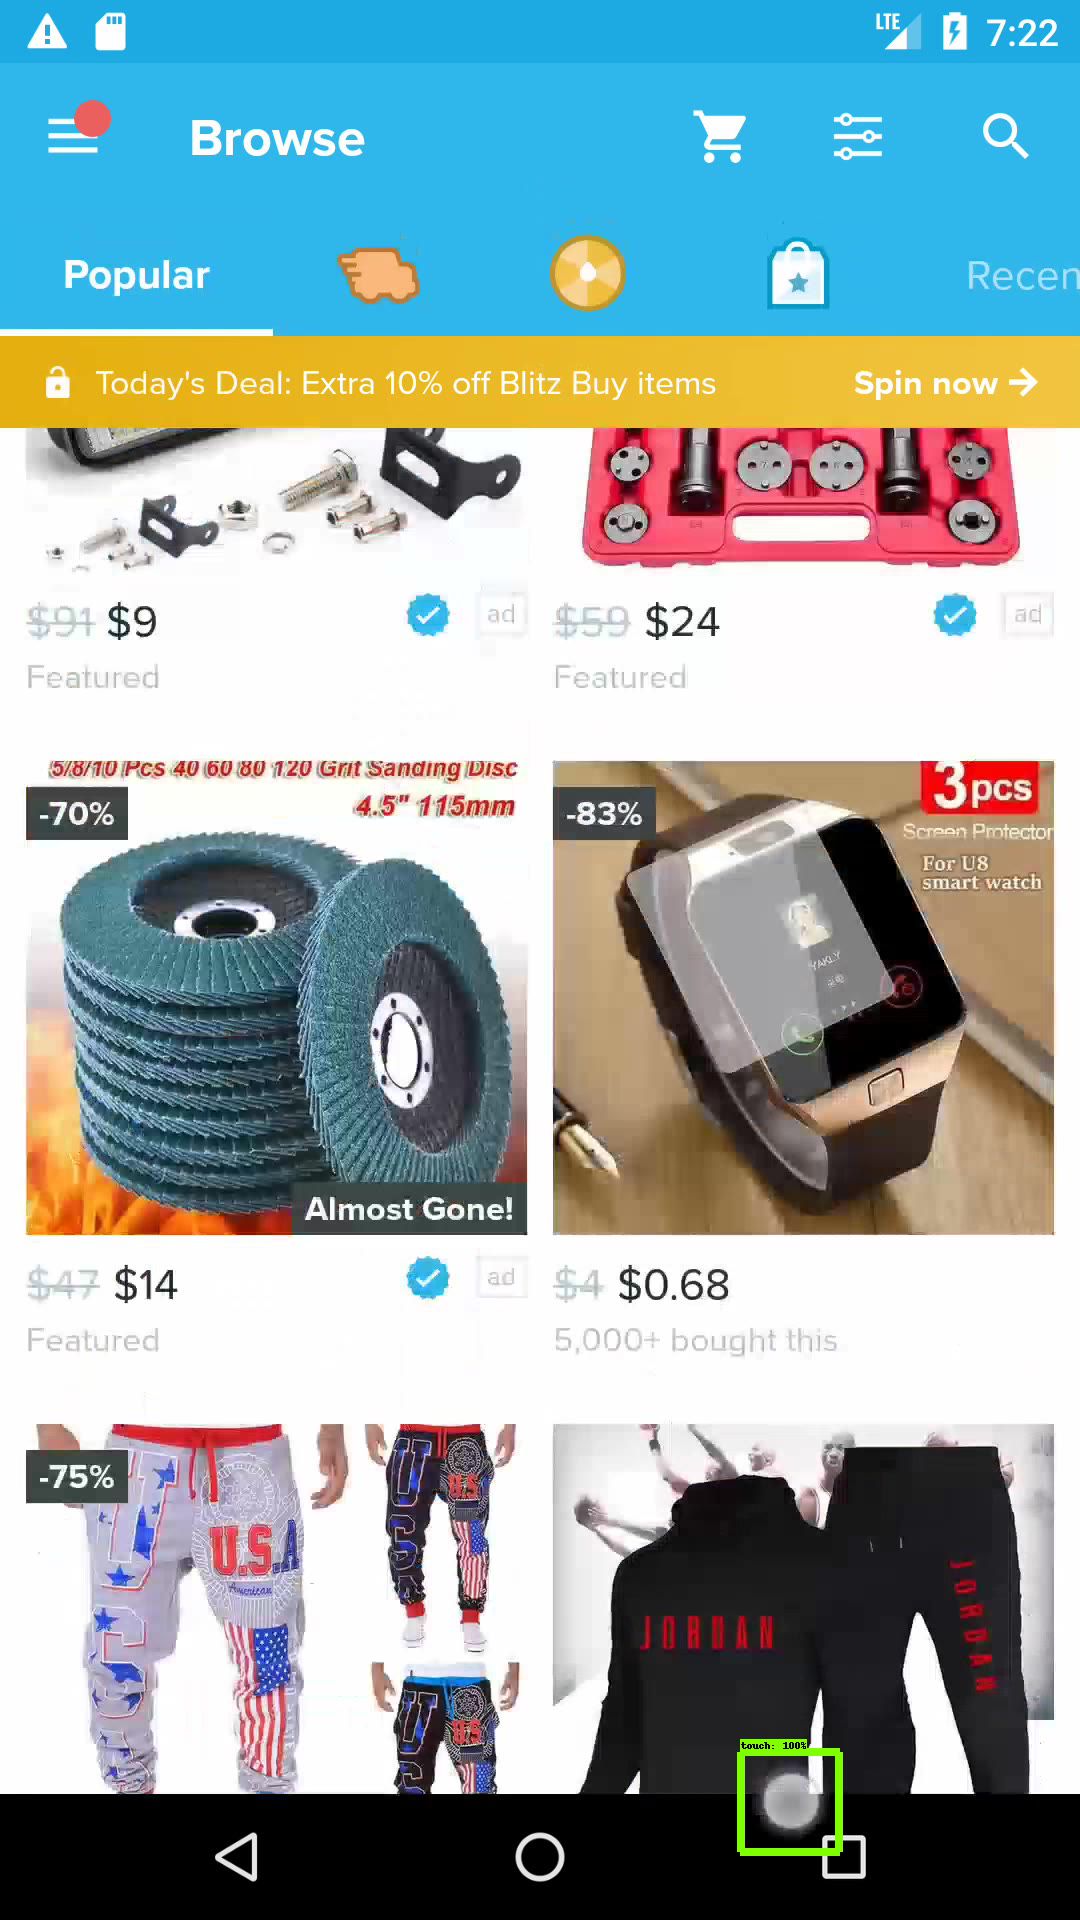 LTE 7:22
Browse
Popular Recen
Today's Deal: Extra 10% off Blitz Buy items Spin now
$91 $9 ad
Featured
$59 $24 ad
Featured
5/8/10 Pcs 40 60 80 120 Grit Sanding Disc
4.5" 115mm
-70%
Almost Gone!
-83%
3pcs
Screen Protector
For U8
smart watch
YAKLY
$47 $14 ad
Featured
$4 $0.68
5,000+ bought this
-75%
U.S.A
American
U.S
U.S
JORDAN
JORDAN
touch: 100%